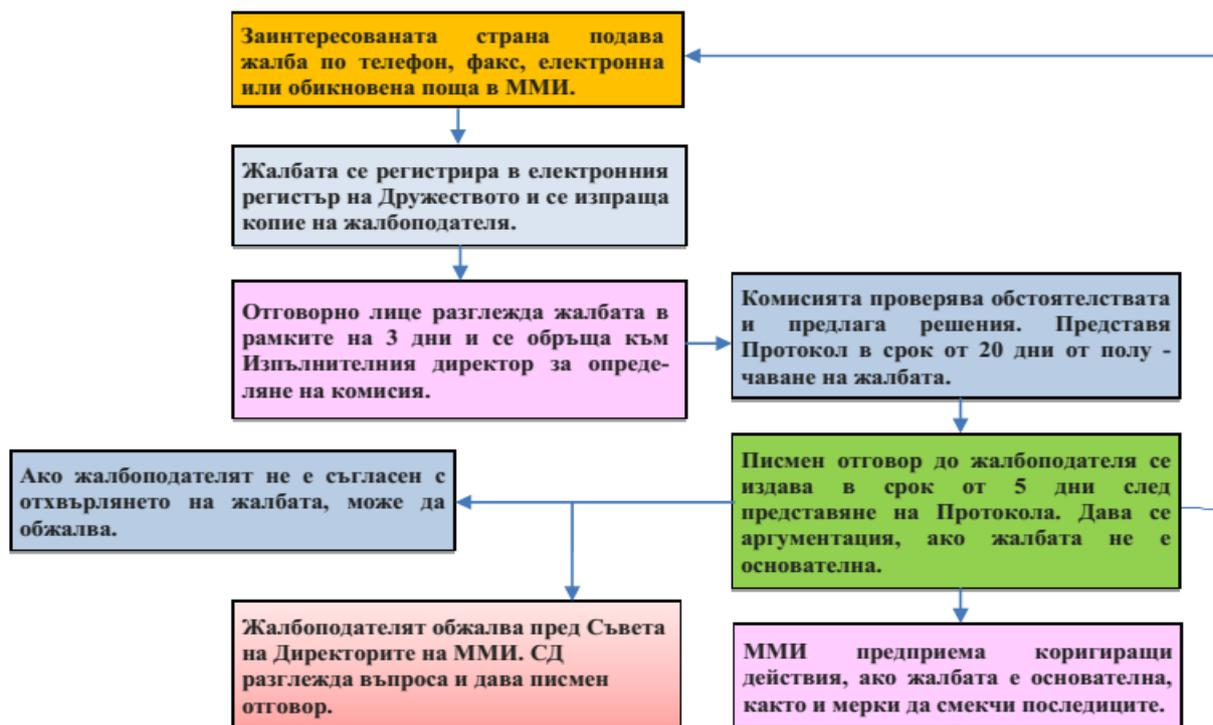 Заинтересованата страна подава
жалба по телефон, факс, електронна
или обикновена поща в ММИ.
Жалбата се регистрира в електронния
регистър на Дружеството и се изпраща
копие на жалбоподателя.
Отговорно лице разглежда жалбата в
рамките на 3 дни и се обръща към
Изпълнителния директор за опреде-
ляне на комисия.
Комисията проверява обстоятелствата
и предлага решения. Представя
Протокол в срок от 20 дни от полу -
чаване на жалбата.
Писмен отговор до жалбоподателя се
издава в срок от 5 дни след
представяне на Протокола. Дава се
аргументация, ако жалбата не е
основателна.
Ако жалбоподателят не е съгласен с
отхвърлянето на жалбата, може да
обжалва.
Жалбоподателят обжалва пред Съвета
на Директорите на ММИ. СД
разглежда въпроса и дава писмен
отговор.
ММИ предприема коригиращи
действия, ако жалбата е основателна,
както и мерки да смекчи последиците.